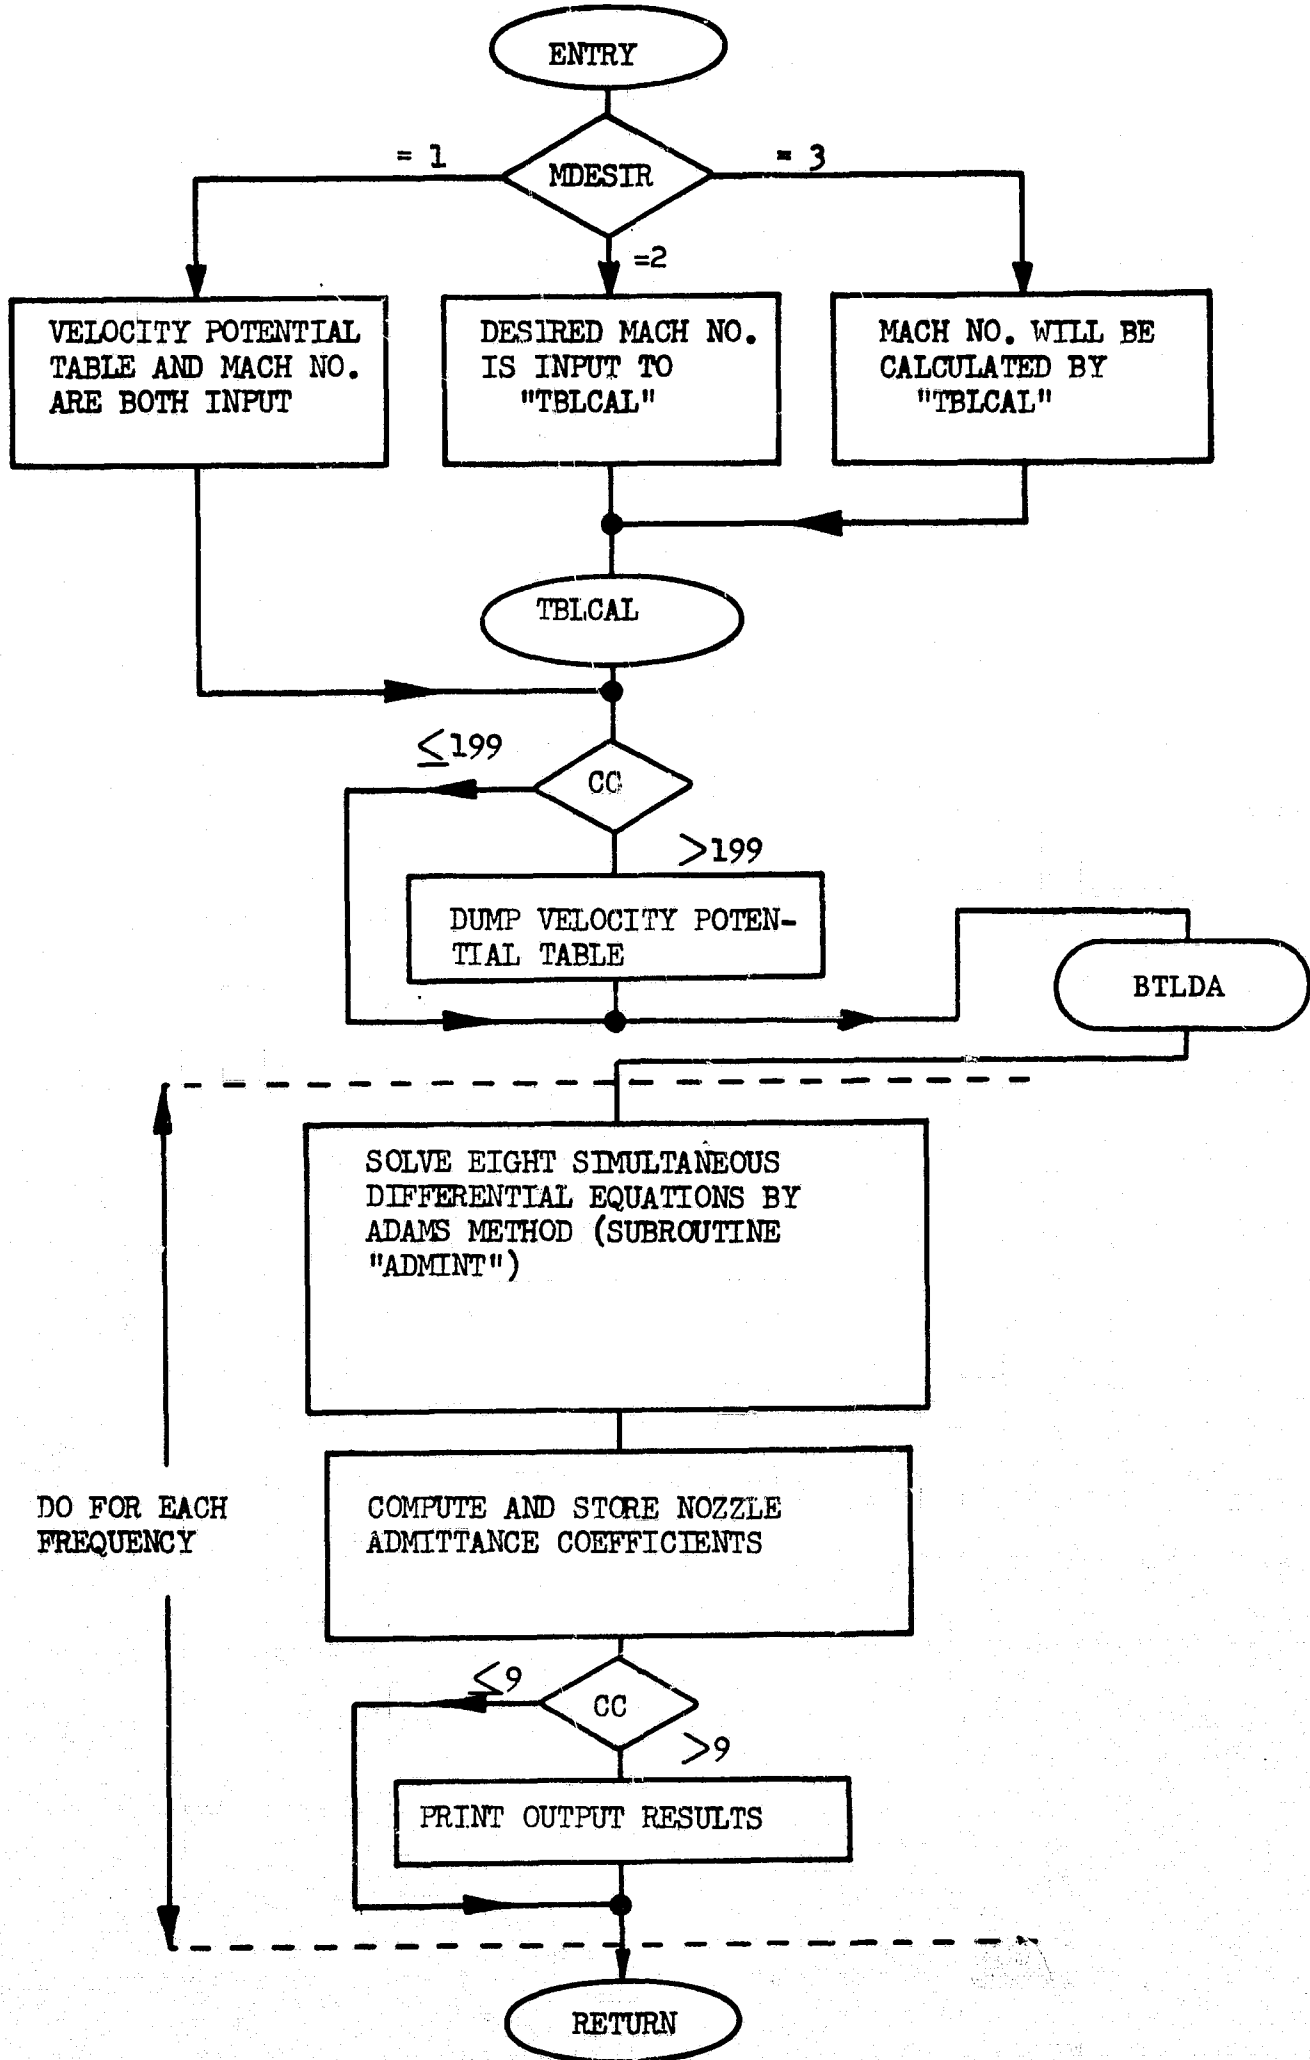 ENTRY
= 1
MDESIR
= 3
=2
VELOCITY POTENTIAL
TABLE AND MACH NO.
ARE BOTH INPUT
DESIRED MACH NO.
IS INPUT TO
"TBLCAL"
MACH NO. WILL BE
CALCULATED BY
"TBLCAL"
TBLCAL
≤199
CC
>199
DUMP VELOCITY POTEN-
TIAL TABLE
BTLDA
SOLVE EIGHT SIMULTANEOUS
DIFFERENTIAL EQUATIONS BY
ADAMS METHOD (SUBROUTINE
"ADMINT")
DO FOR EACH
FREQUENCY
COMPUTE AND STORE NOZZLE
ADMITTANCE COEFFICIENTS
≤9
CC
>9
PRINT OUTPUT RESULTS
RETURN